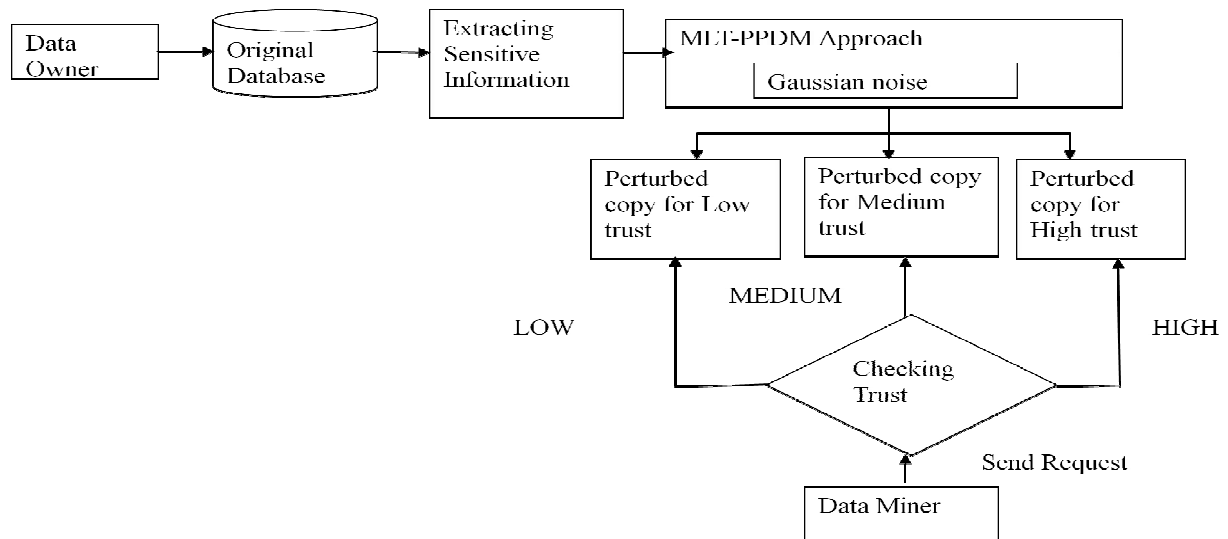 Data
Owner
Original
Database
Extracting
Sensitive
Information
MLT-PPDM Approach
Gaussian noise
Perturbed
copy for Low
trust
Perturbed copy
for Medium
trust
Perturbed
copy for
High trust
MEDIUM
LOW
HIGH
Checking
Trust
Send Request
Data Miner